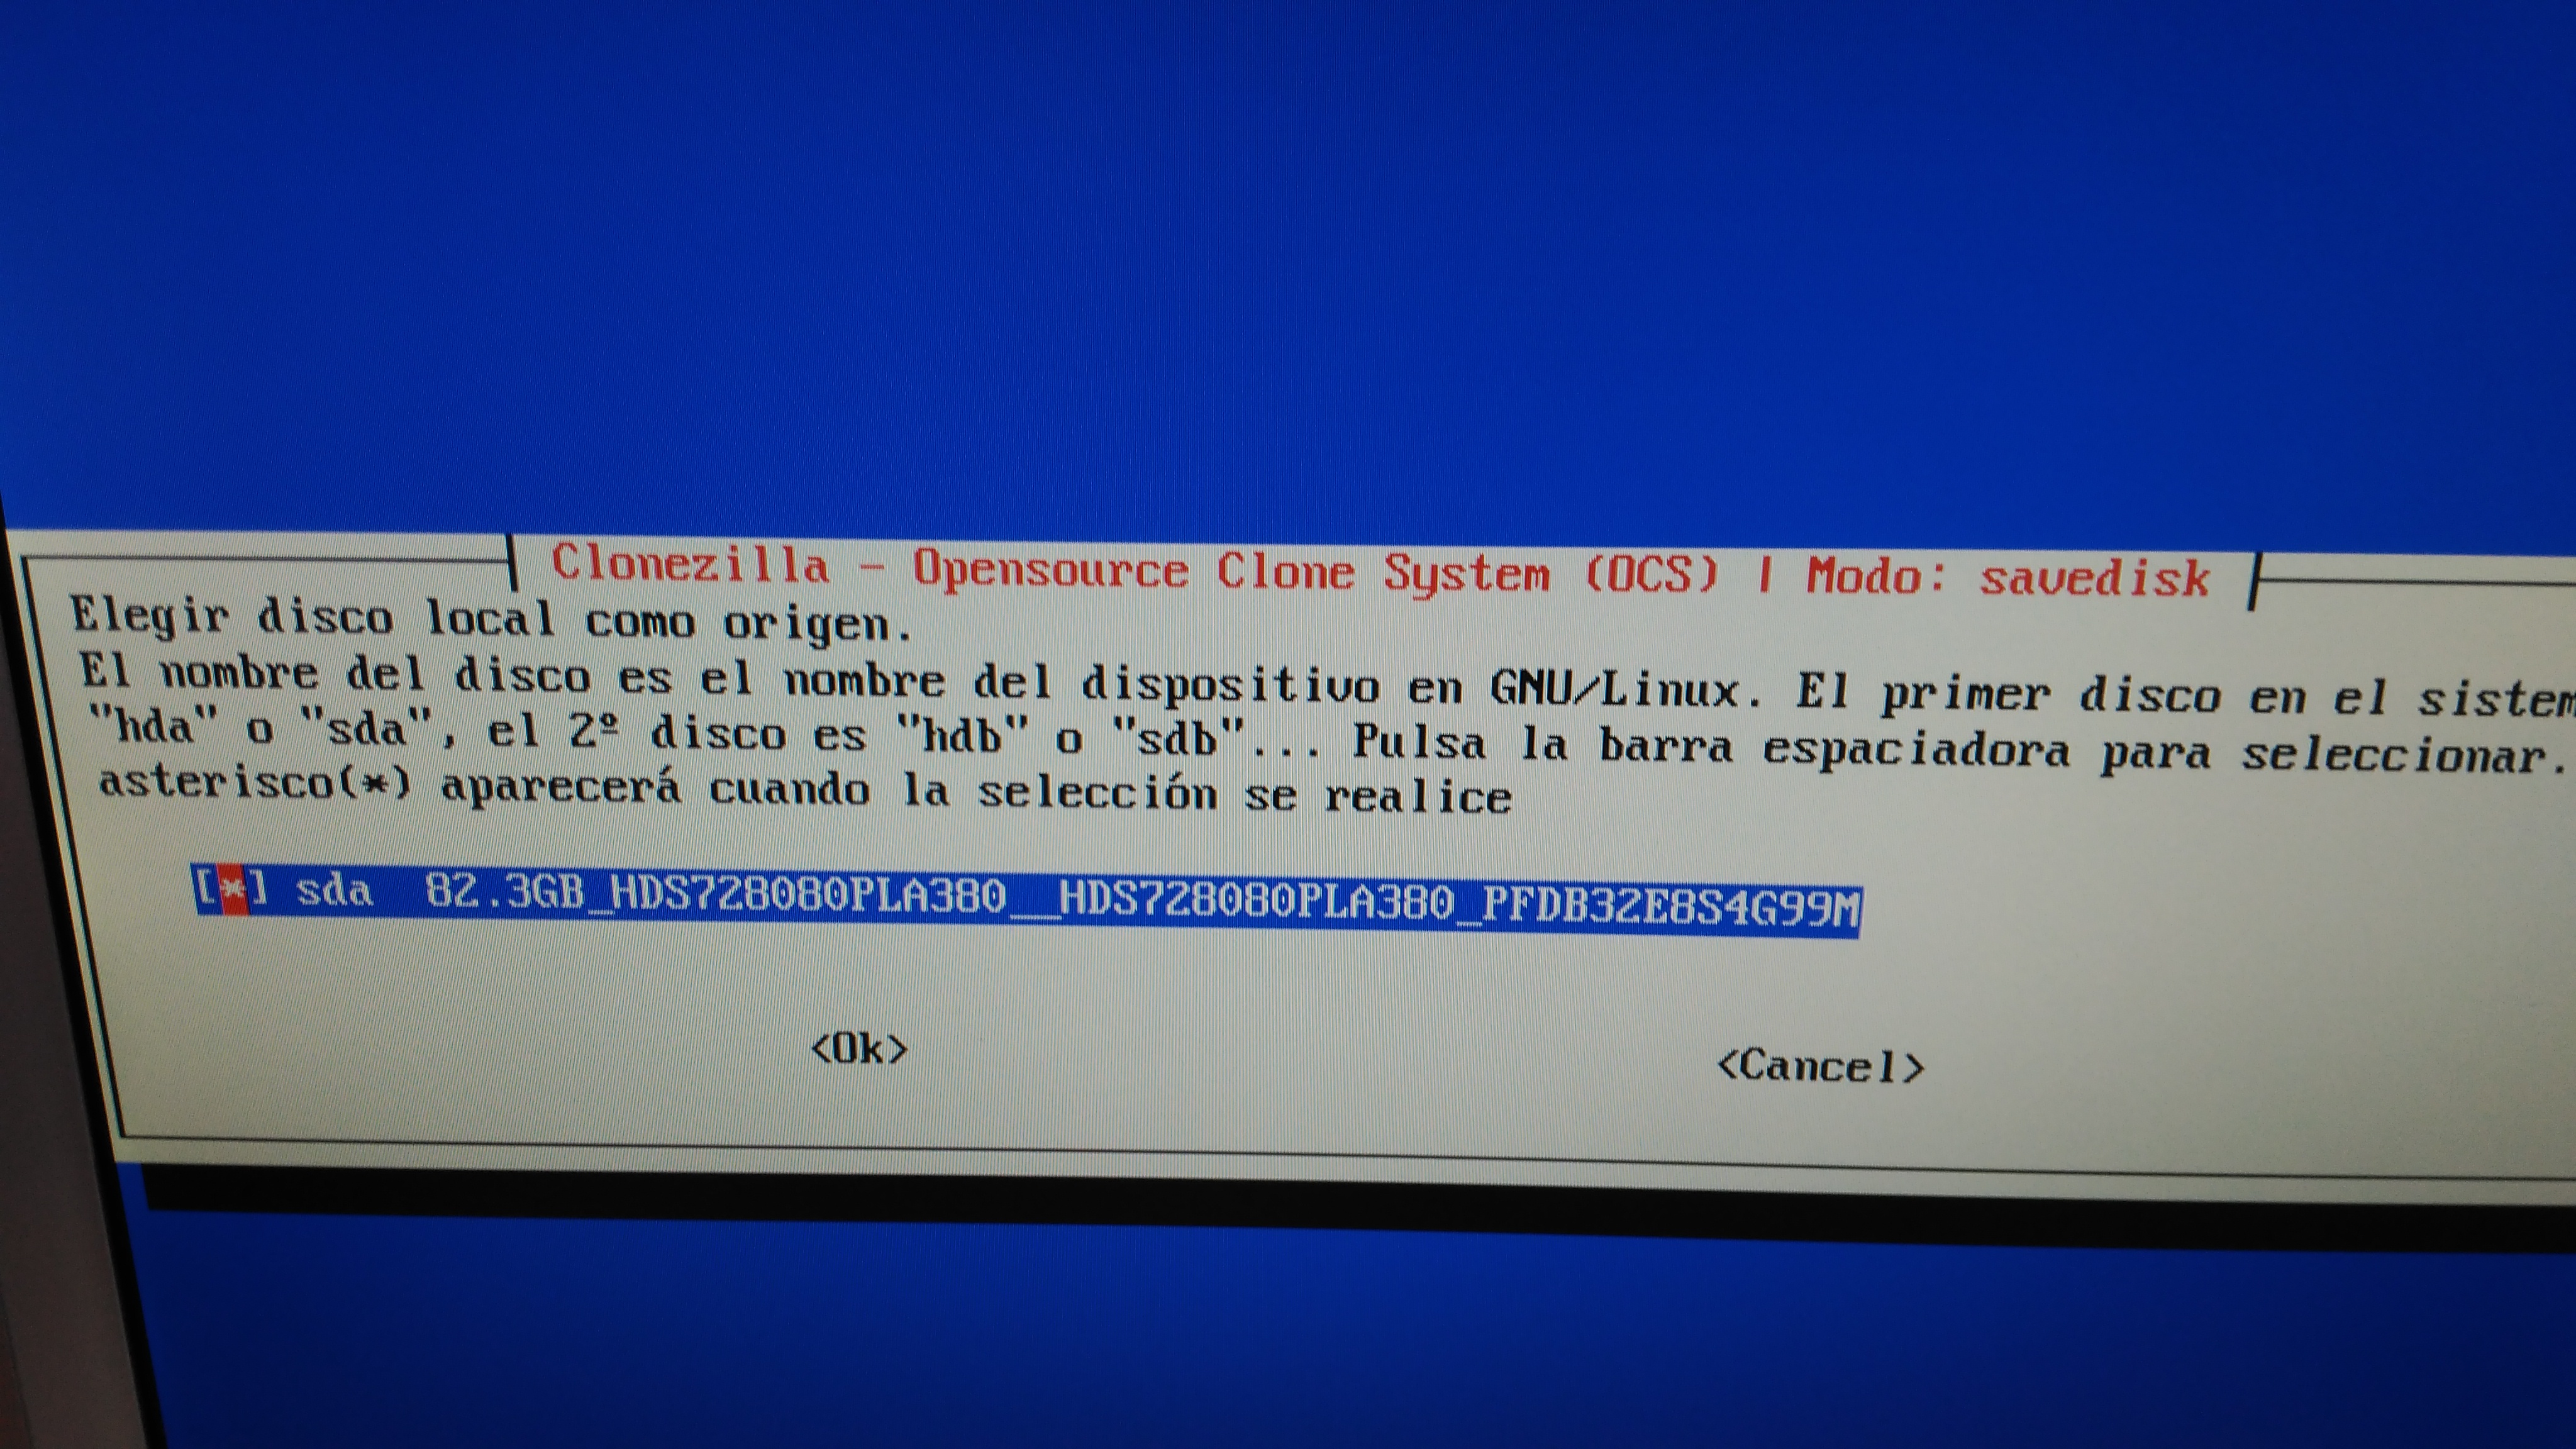 Clonezilla - Opensource Clone System (OCS) | Modo: savedisk
Elegir disco local como origen.
El nombre del disco es el nombre del dispositivo en GNU/Linux. El primer disco en el sistem
"hda" o "sda", el 2º disco es "hdb" o "sdb"... Pulsa la barra espaciadora para seleccionar.
asterisco(*) aparecerá cuando la selección se realice
[*] sda 82.3GB_HDS728080PLA380__HDS728080PLA380_PFDB32E8S4G99M
<Ok> <Cancel>